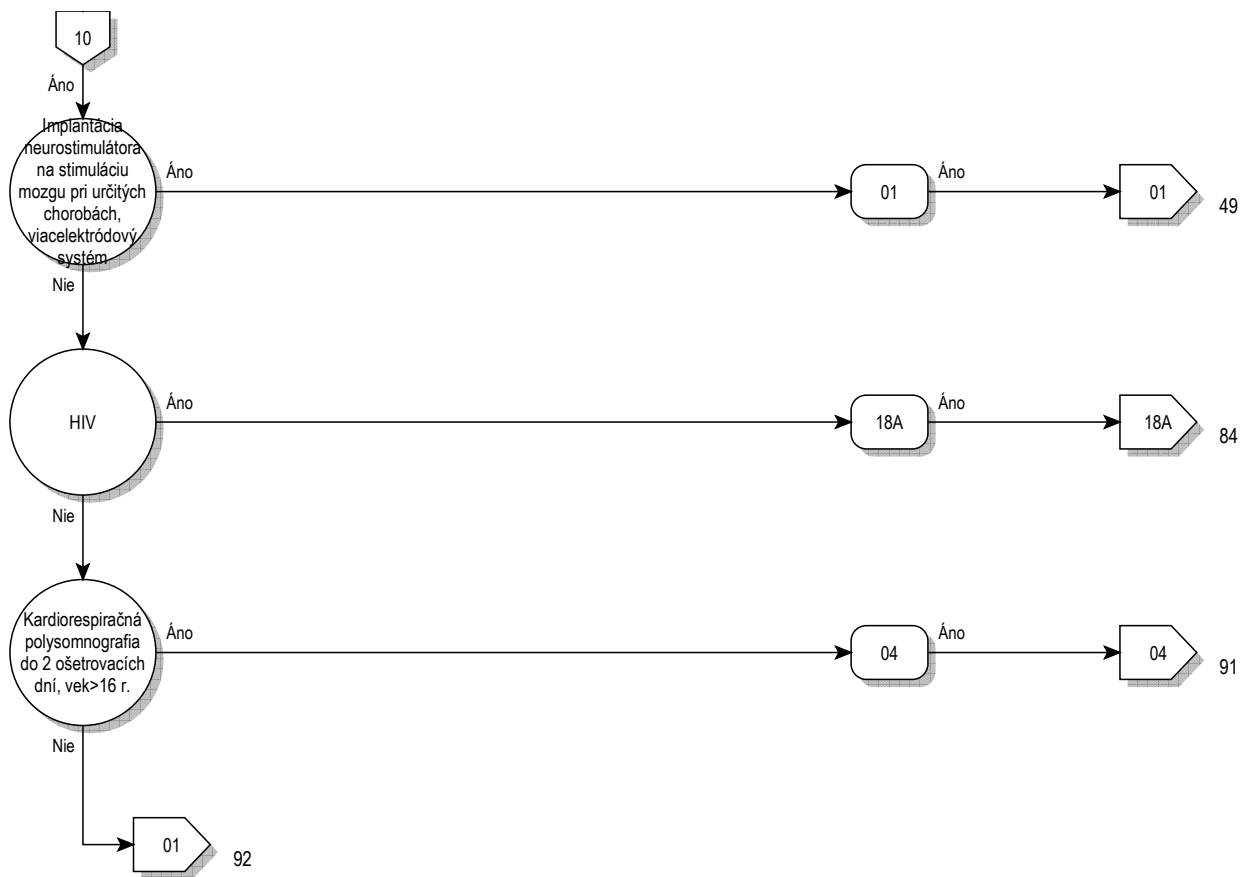 10
Áno
Implantácia
neurostimulátora
na stimuláciu
mozgu pri určitých
chorobách,
viacelektródový
systém
Áno
01
Áno
01
49
Nie
HIV
Áno
18A
Áno
18A
84
Nie
Kardiorespiračná
polysomnografia
do 2 ošetrovacích
dní, vek>16 r.
Áno
04
Áno
04
91
Nie
01
92